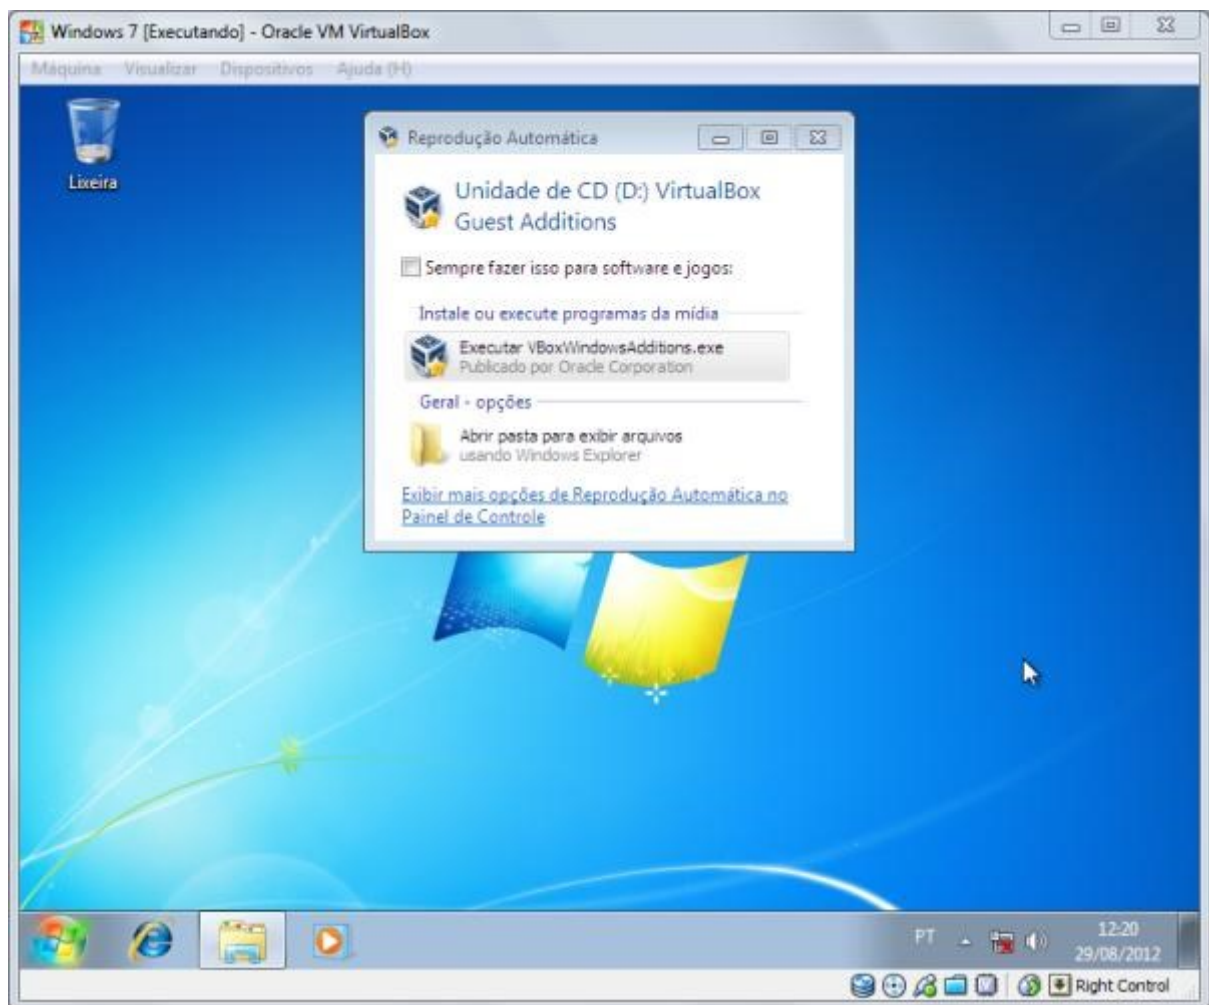 Windows 7 [Executando] - Oracle VM VirtualBox
Máquina Visualizar Dispositivos Ajuda (H)
Lixeira
Reprodução Automática
Unidade de CD (D:) VirtualBox
Guest Additions
Sempre fazer isso para software e jogos:
Instale ou execute programas da mídia
Executar VBoxWindowsAdditions.exe
Publicado por Oracle Corporation
Geral - opções
Abrir pasta para exibir arquivos
usando Windows Explorer
Exibir mais opções de Reprodução Automática no
Painel de Controle
PT
12:20
29/08/2012
Right Control